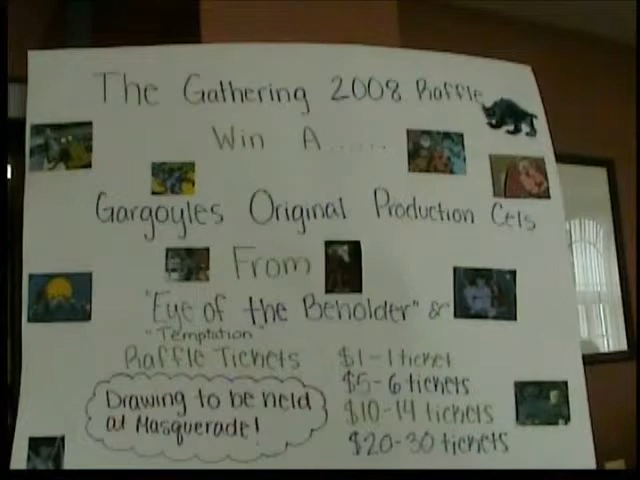 The Gathering 2008 Raffle
Win A......
Gargoyles Original Production Cels
From
"Eye of the Beholder" &
"Temptation"
Raffle Tickets
$1-1 ticket
$5-6 tickets
$10-14 tickets
$20-30 tickets
Drawing to be held
at Masquerade!